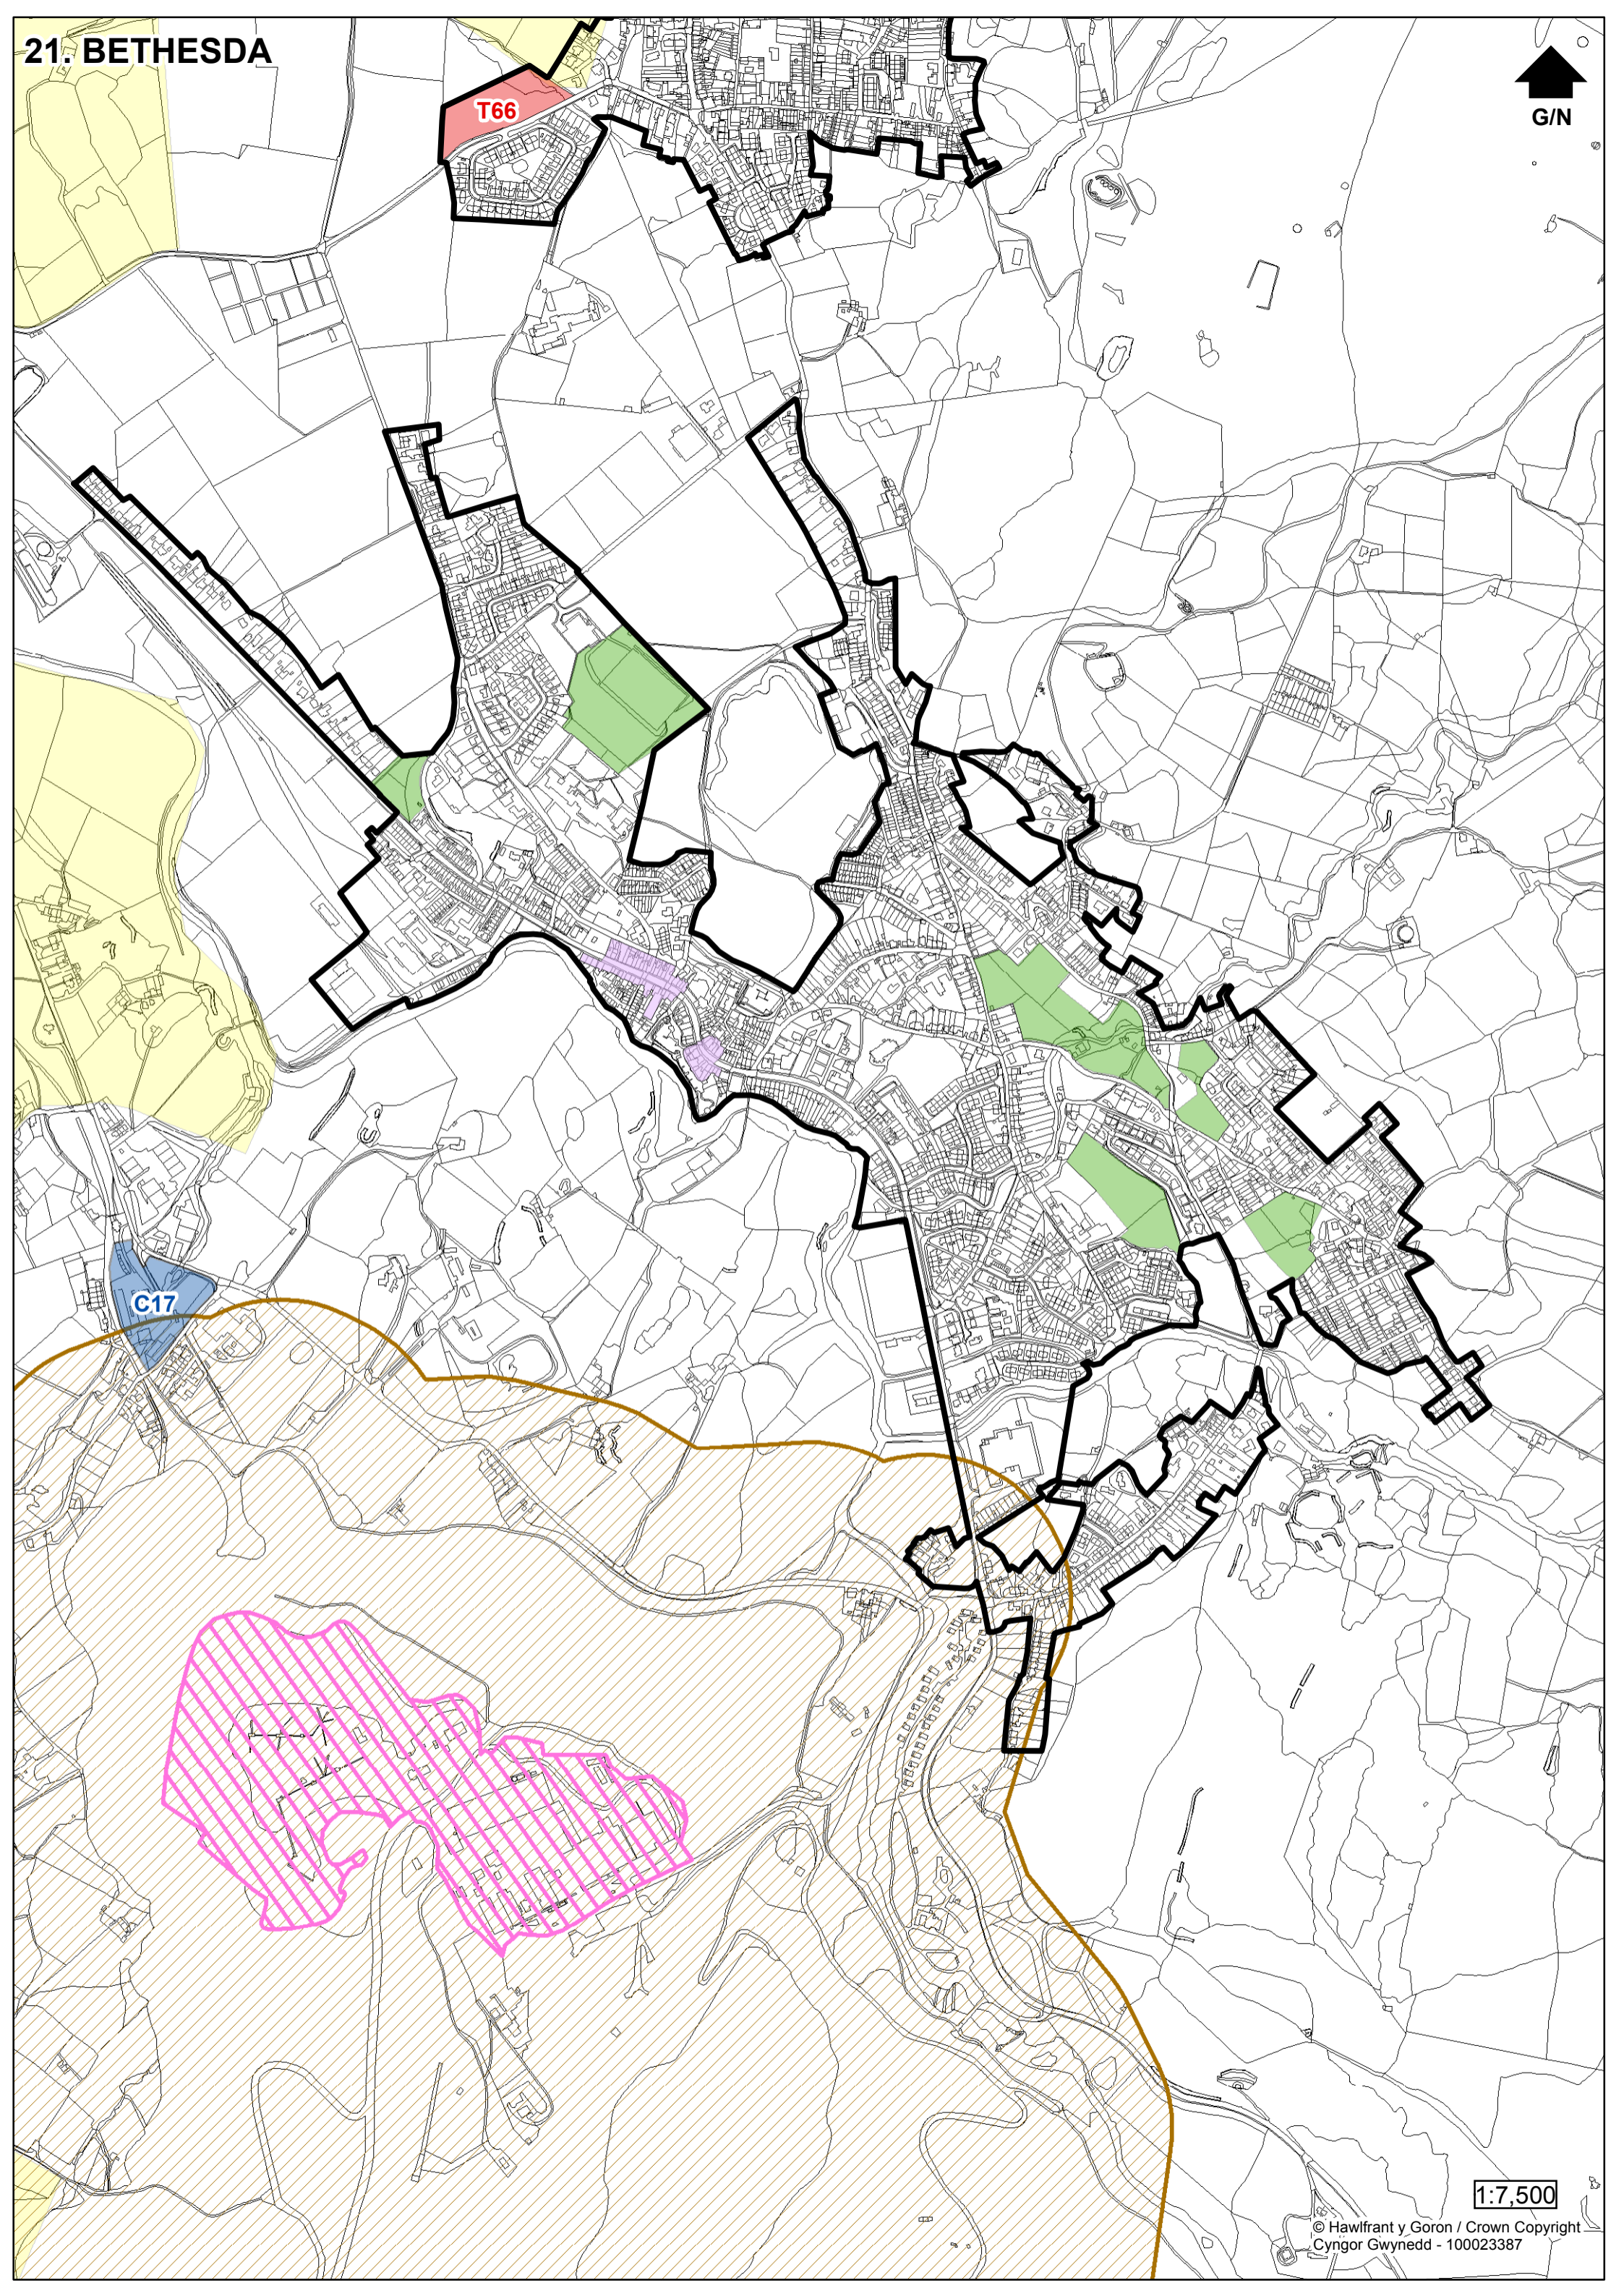 21. BETHESDA
T66
G/N
C17
1:7,500
© Hawlfraint y Goron / Crown Copyright
Cyngor Gwynedd - 100023387